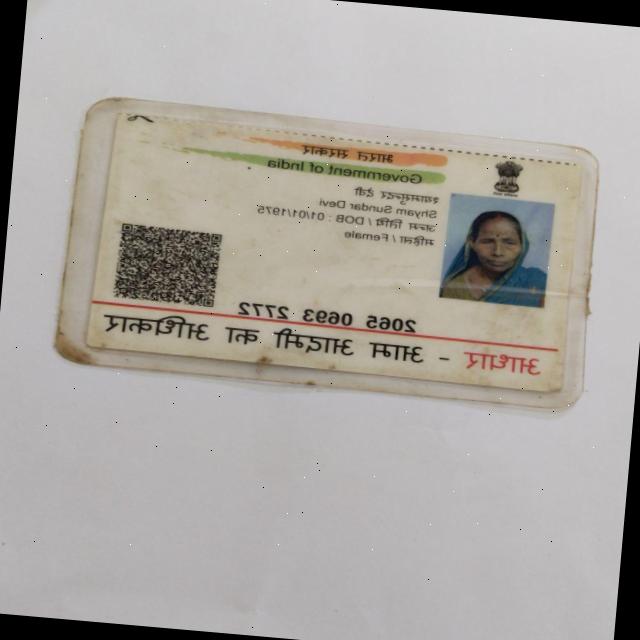 भारत सरकार
Government of India
श्यामसुन्दर देवी
Shyam Sundar Devi
जन्म तिथि / DOB : 01/01/1975
महिला / Female
2065 0693 2772
आधार - आम आदमी का अधिकार